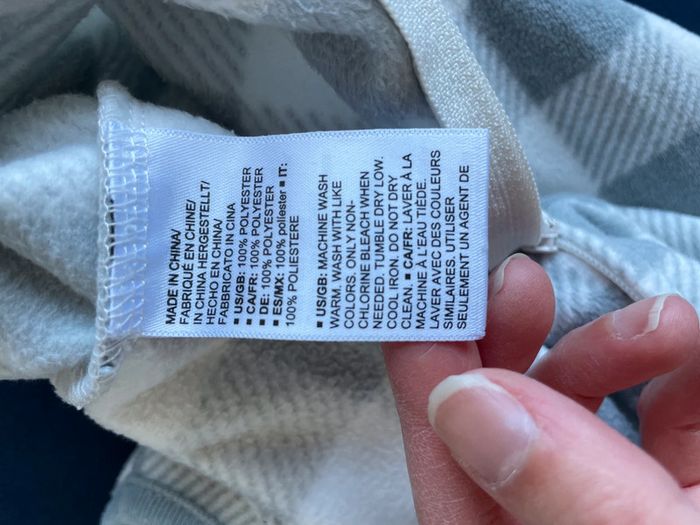 MADE IN CHINA/
FABRIQUÉ EN CHINE/
IN CHINA HERGESTELLT/
HECHO EN CHINA/
FABBRICATO IN CINA
▪ US/GB: 100% POLYESTER
▪ CA/FR: 100% POLYESTER
▪ DE: 100% POLYESTER
▪ ES/MX: 100% poliester ▪ IT:
100% POLIESTERE
▪ US/GB: MACHINE WASH
WARM. WASH WITH LIKE
COLORS. ONLY NON-
CHLORINE BLEACH WHEN
NEEDED. TUMBLE DRY LOW.
COOL IRON. DO NOT DRY
CLEAN. ▪ CA/FR: LAVER À LA
MACHINE À L'EAU TIÈDE.
LAVER AVEC DES COULEURS
SIMILAIRES. UTILISER
SEULEMENT UN AGENT DE